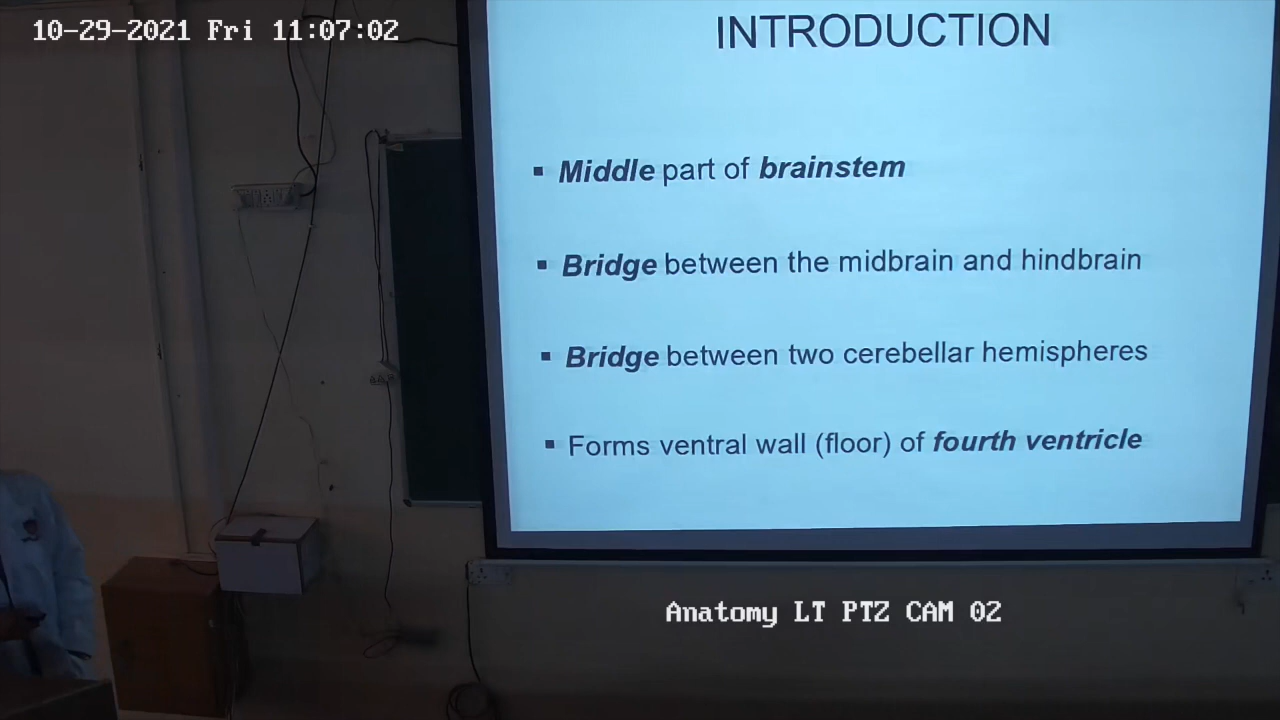 10-29-2021 Fri 11:07:02
INTRODUCTION
▪ Middle part of brainstem
▪ Bridge between the midbrain and hindbrain
▪ Bridge between two cerebellar hemispheres
▪ Forms ventral wall (floor) of fourth ventricle
Anatomy LT PTZ CAM 02